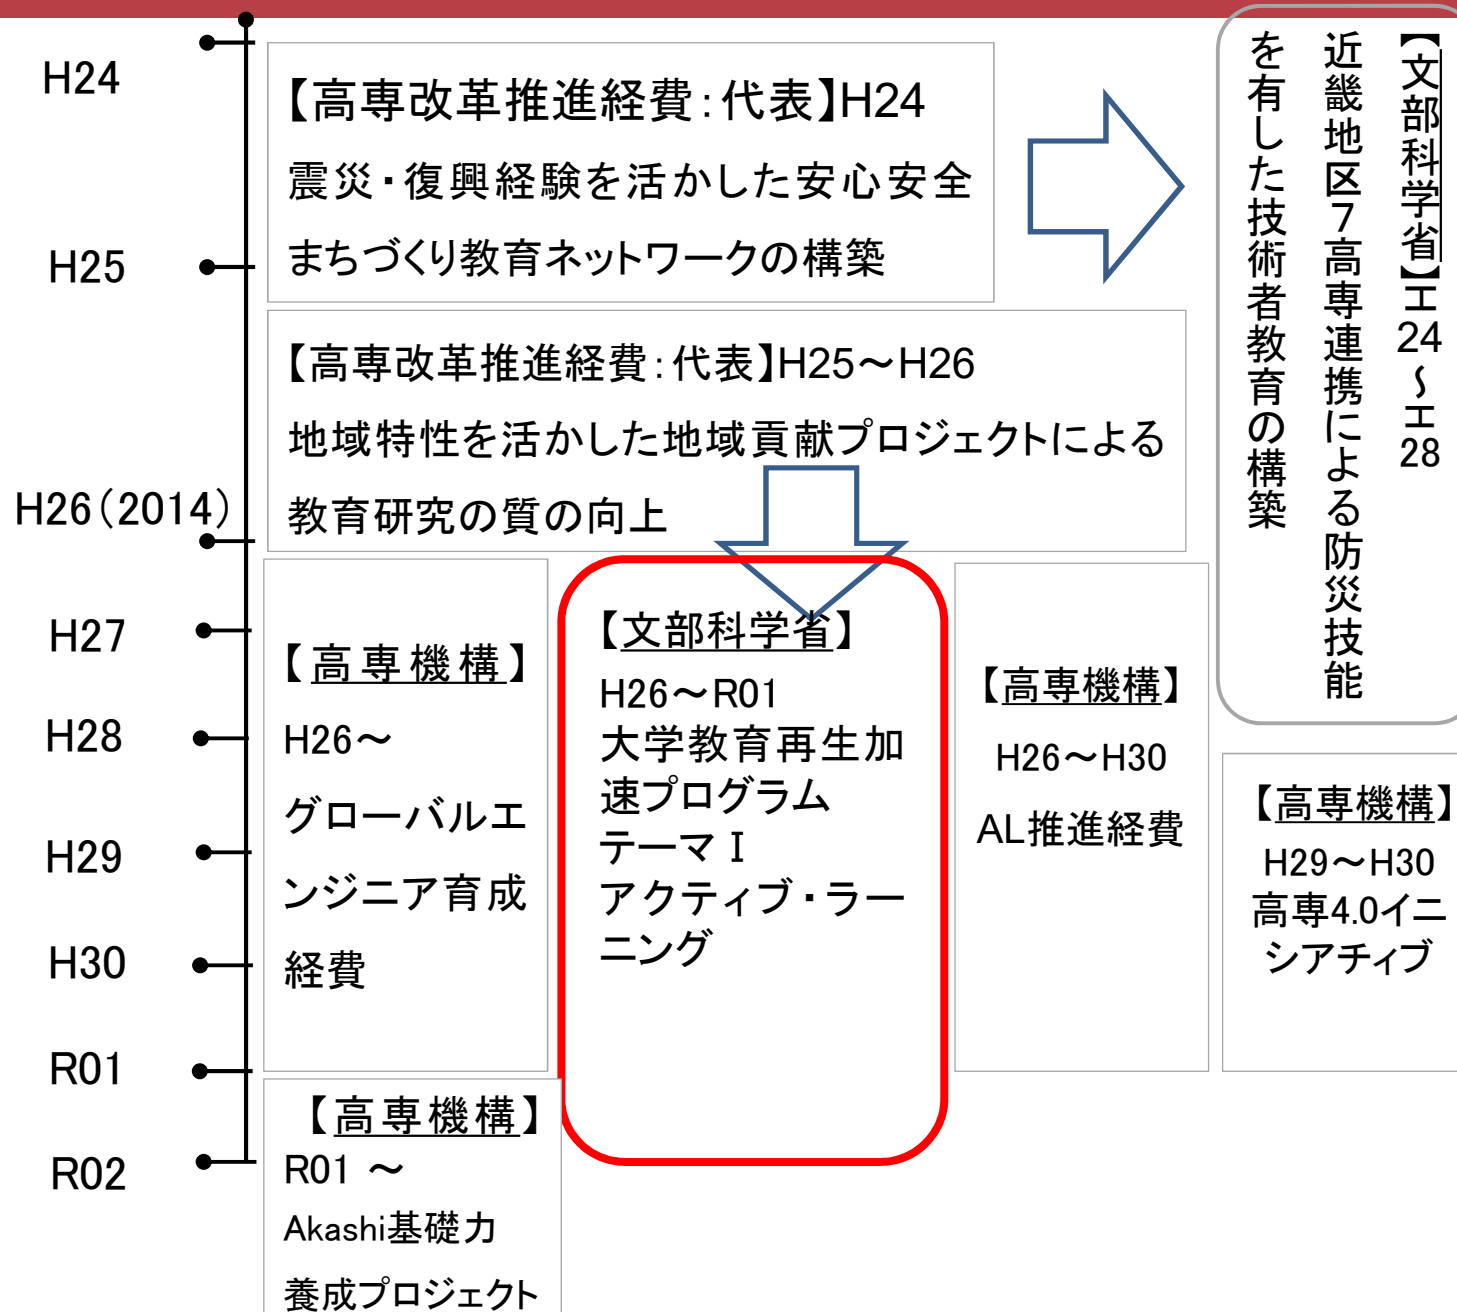 H24
H25
H26（2014）
H27
H28
H29
H30
R01
R02
【高専改革推進経費：代表】H24
震災・復興経験を活かした安心安全
まちづくり教育ネットワークの構築
【文部科学省】H24～H28
近畿地区7高専連携による防災技能
を有した技術者教育の構築
【高専改革推進経費：代表】H25～H26
地域特性を活かした地域貢献プロジェクトによる
教育研究の質の向上
【高専機構】
H26～
グローバルエ
ンジニア育成
経費
【文部科学省】
H26～R01
大学教育再生加
速プログラム
テーマⅠ
アクティブ・ラー
ニング
【高専機構】
H26～H30
AL推進経費
【高専機構】
H29～H30
高専4.0イニ
シアチィブ
【高専機構】
R01 ～
Akashi基礎力
養成プロジェクト